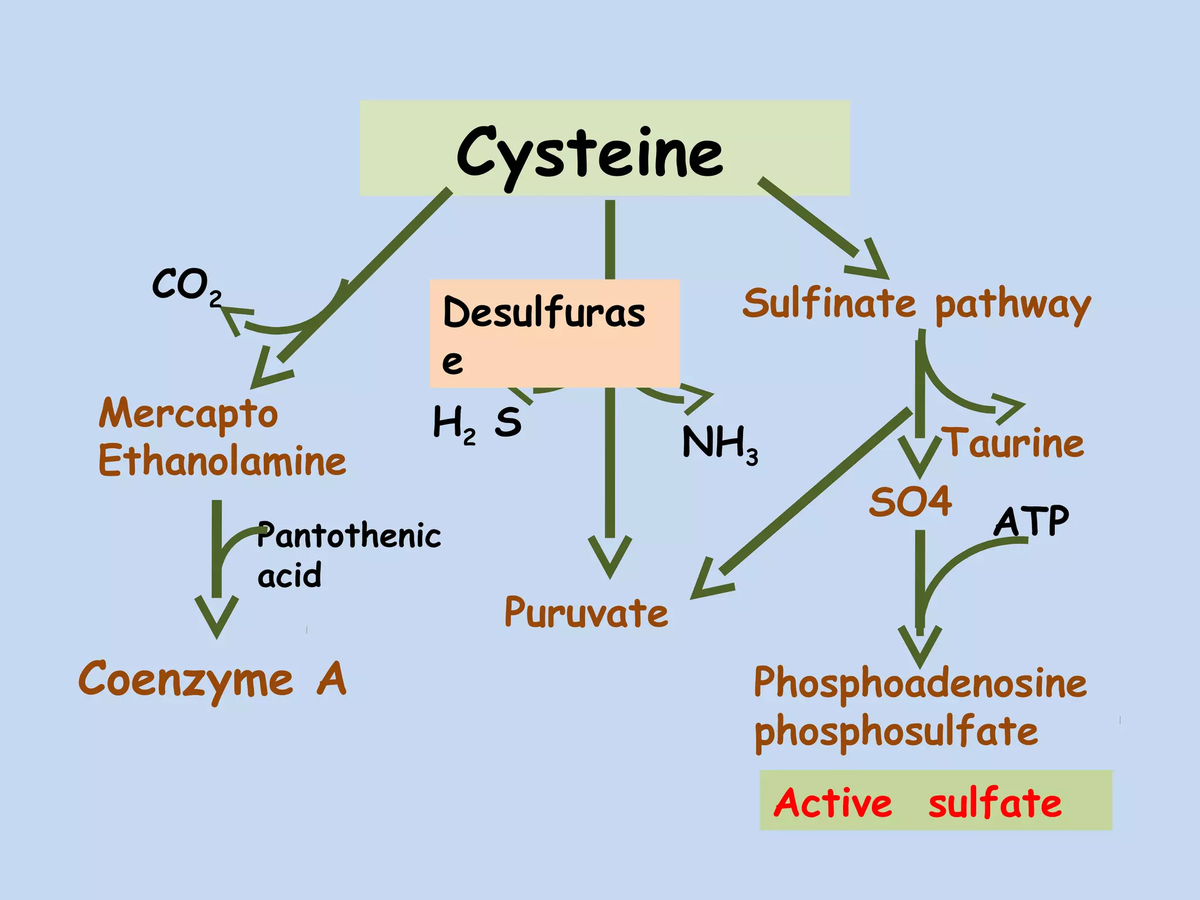 Cysteine
CO₂
Desulfuras
e
Sulfinate pathway
H₂ S
NH₃
Mercapto
Ethanolamine
Taurine
SO4
ATP
Pantothenic
acid
Puruvate
Coenzyme A
Phosphoadenosine
phosphosulfate
Active sulfate